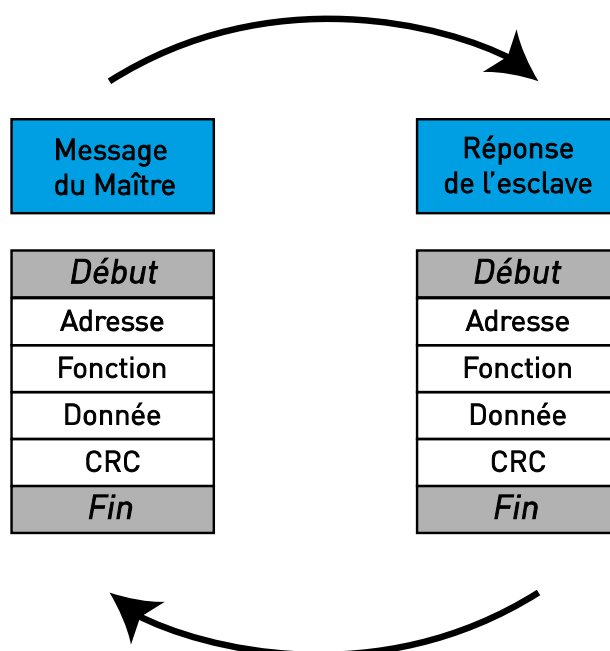 Message
du Maître
Réponse
de l'esclave
Début
Adresse
Fonction
Donnée
CRC
Fin
Début
Adresse
Fonction
Donnée
CRC
Fin